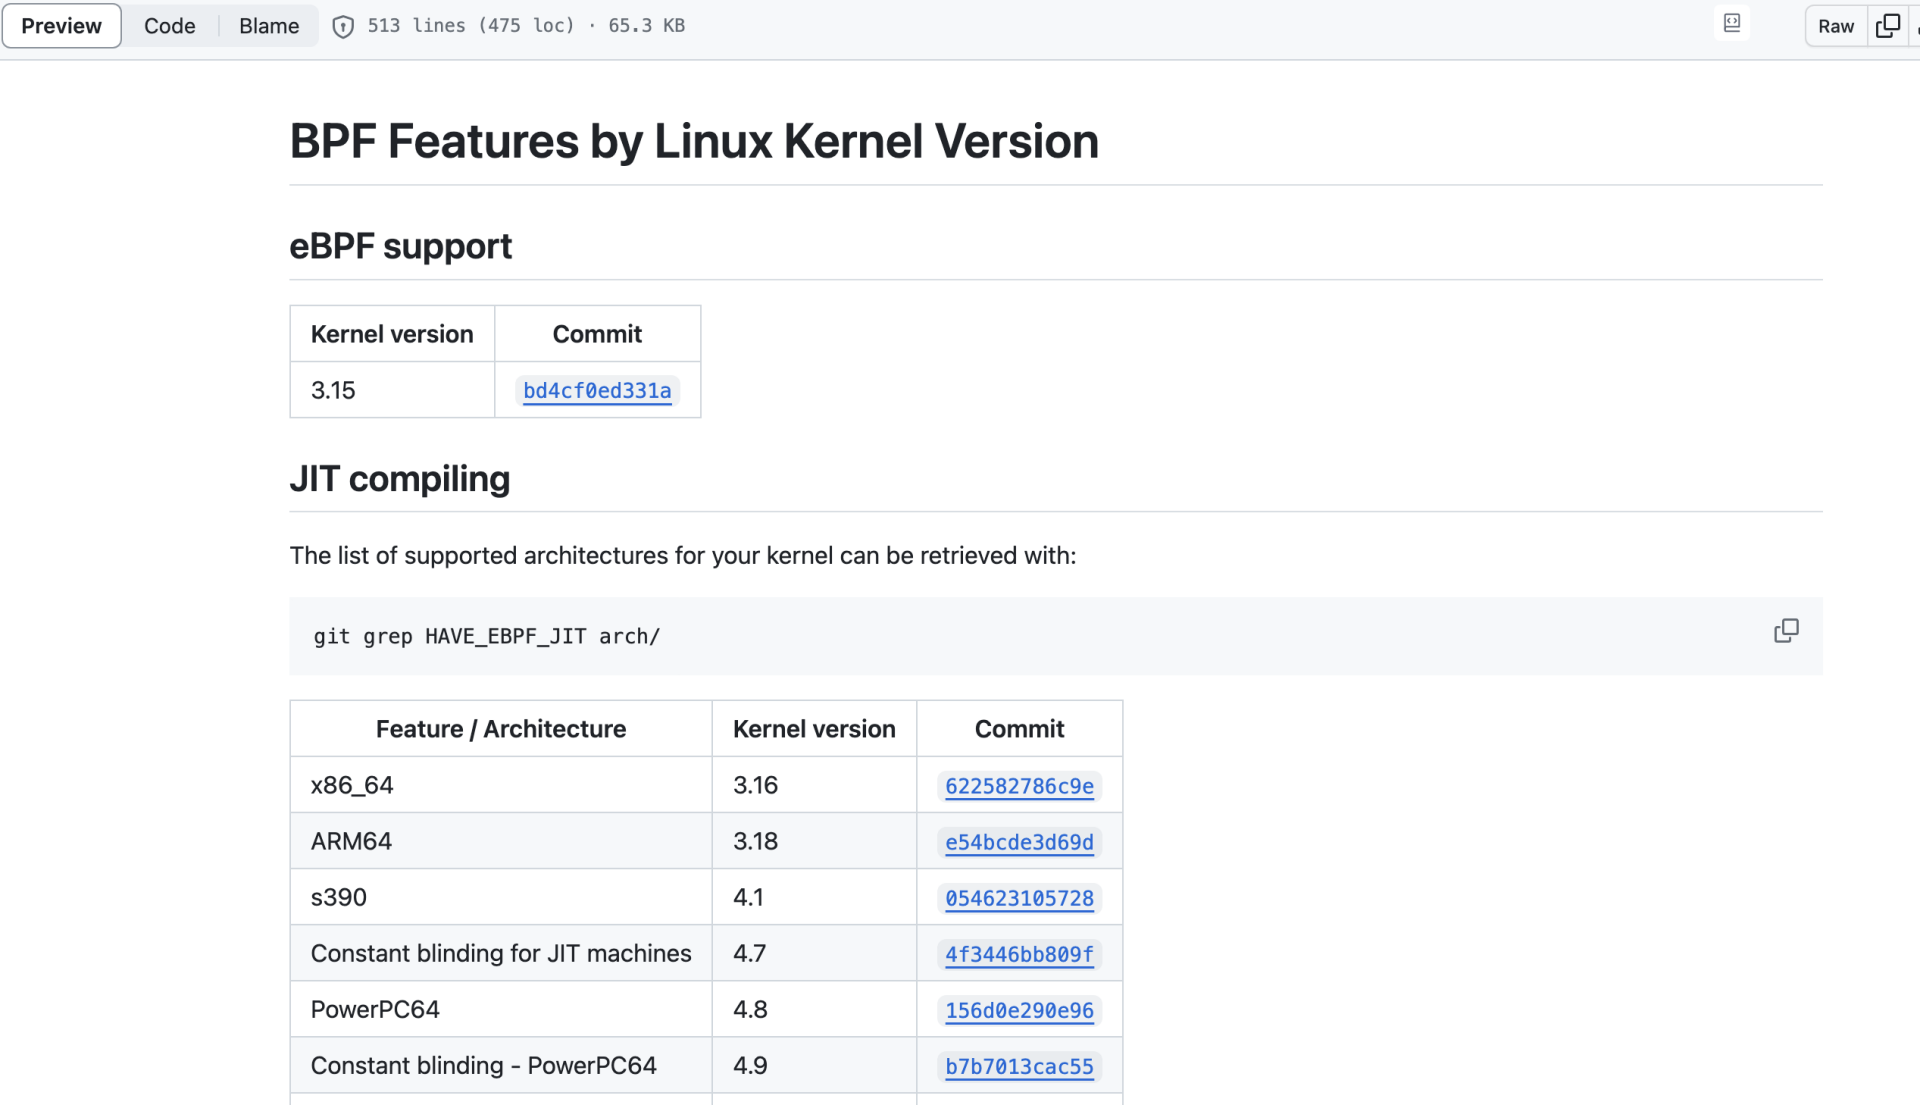 Preview Code Blame 513 lines (475 loc) · 65.3 KB Raw
BPF Features by Linux Kernel Version
eBPF support
Kernel version Commit
3.15 bd4cf0ed331a
JIT compiling
The list of supported architectures for your kernel can be retrieved with:
git grep HAVE_EBPF_JIT arch/
Feature / Architecture Kernel version Commit
x86_64 3.16 622582786c9e
ARM64 3.18 e54bcde3d69d
s390 4.1 054623105728
Constant blinding for JIT machines 4.7 4f3446bb809f
PowerPC64 4.8 156d0e290e96
Constant blinding - PowerPC64 4.9 b7b7013cac55